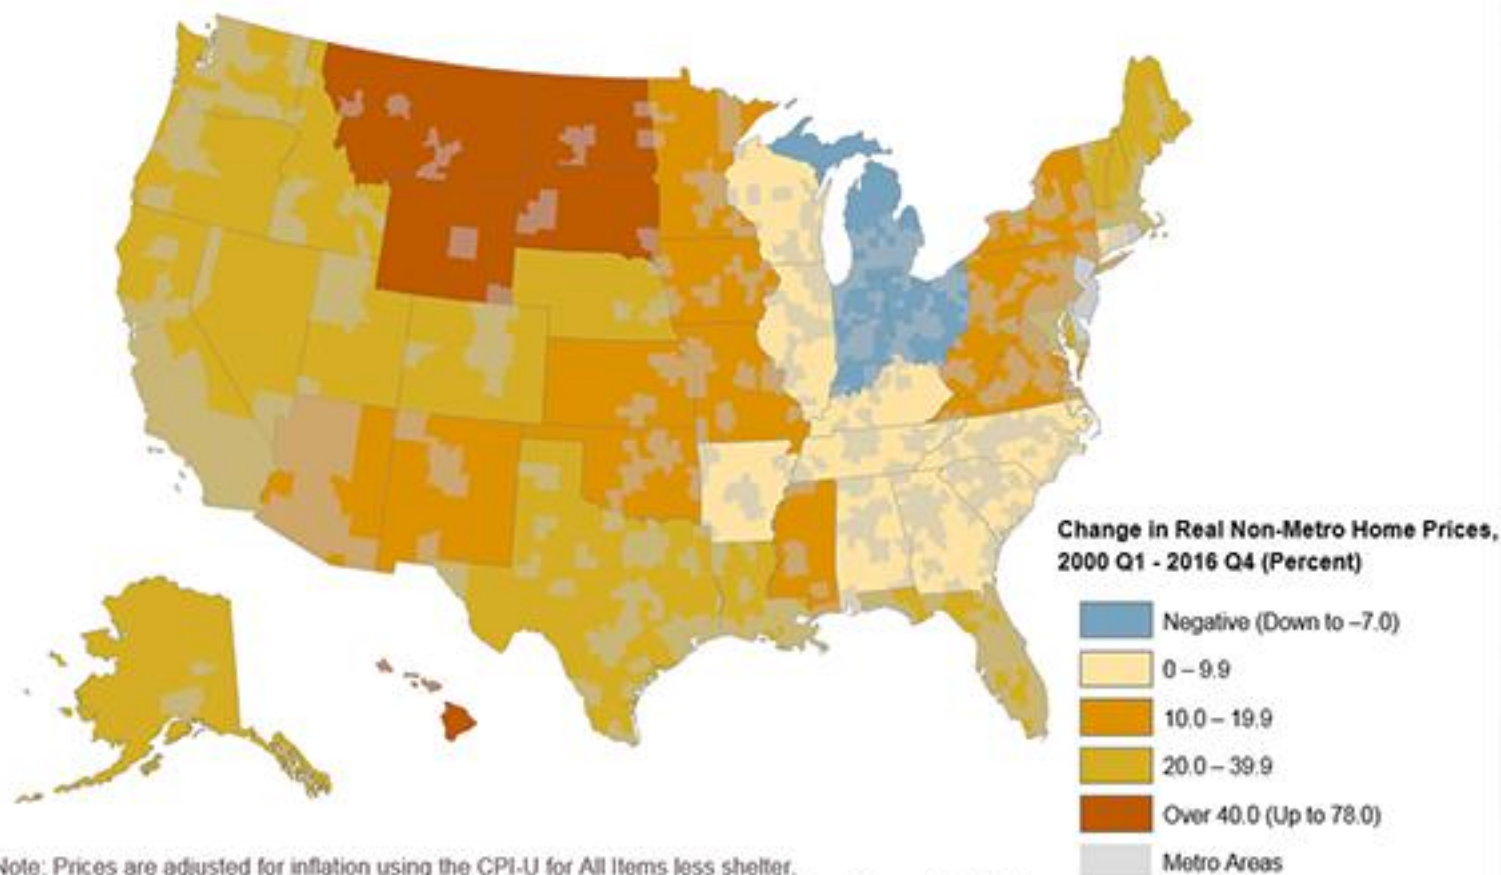 Change in Real Non-Metro Home Prices,
2000 Q1 - 2016 Q4 (Percent)
Negative (Down to –7.0)
0 – 9.9
10.0 – 19.9
20.0 – 39.9
Over 40.0 (Up to 78.0)
Metro Areas
Note: Prices are adjusted for inflation using the CPI-U for All Items less shelter.